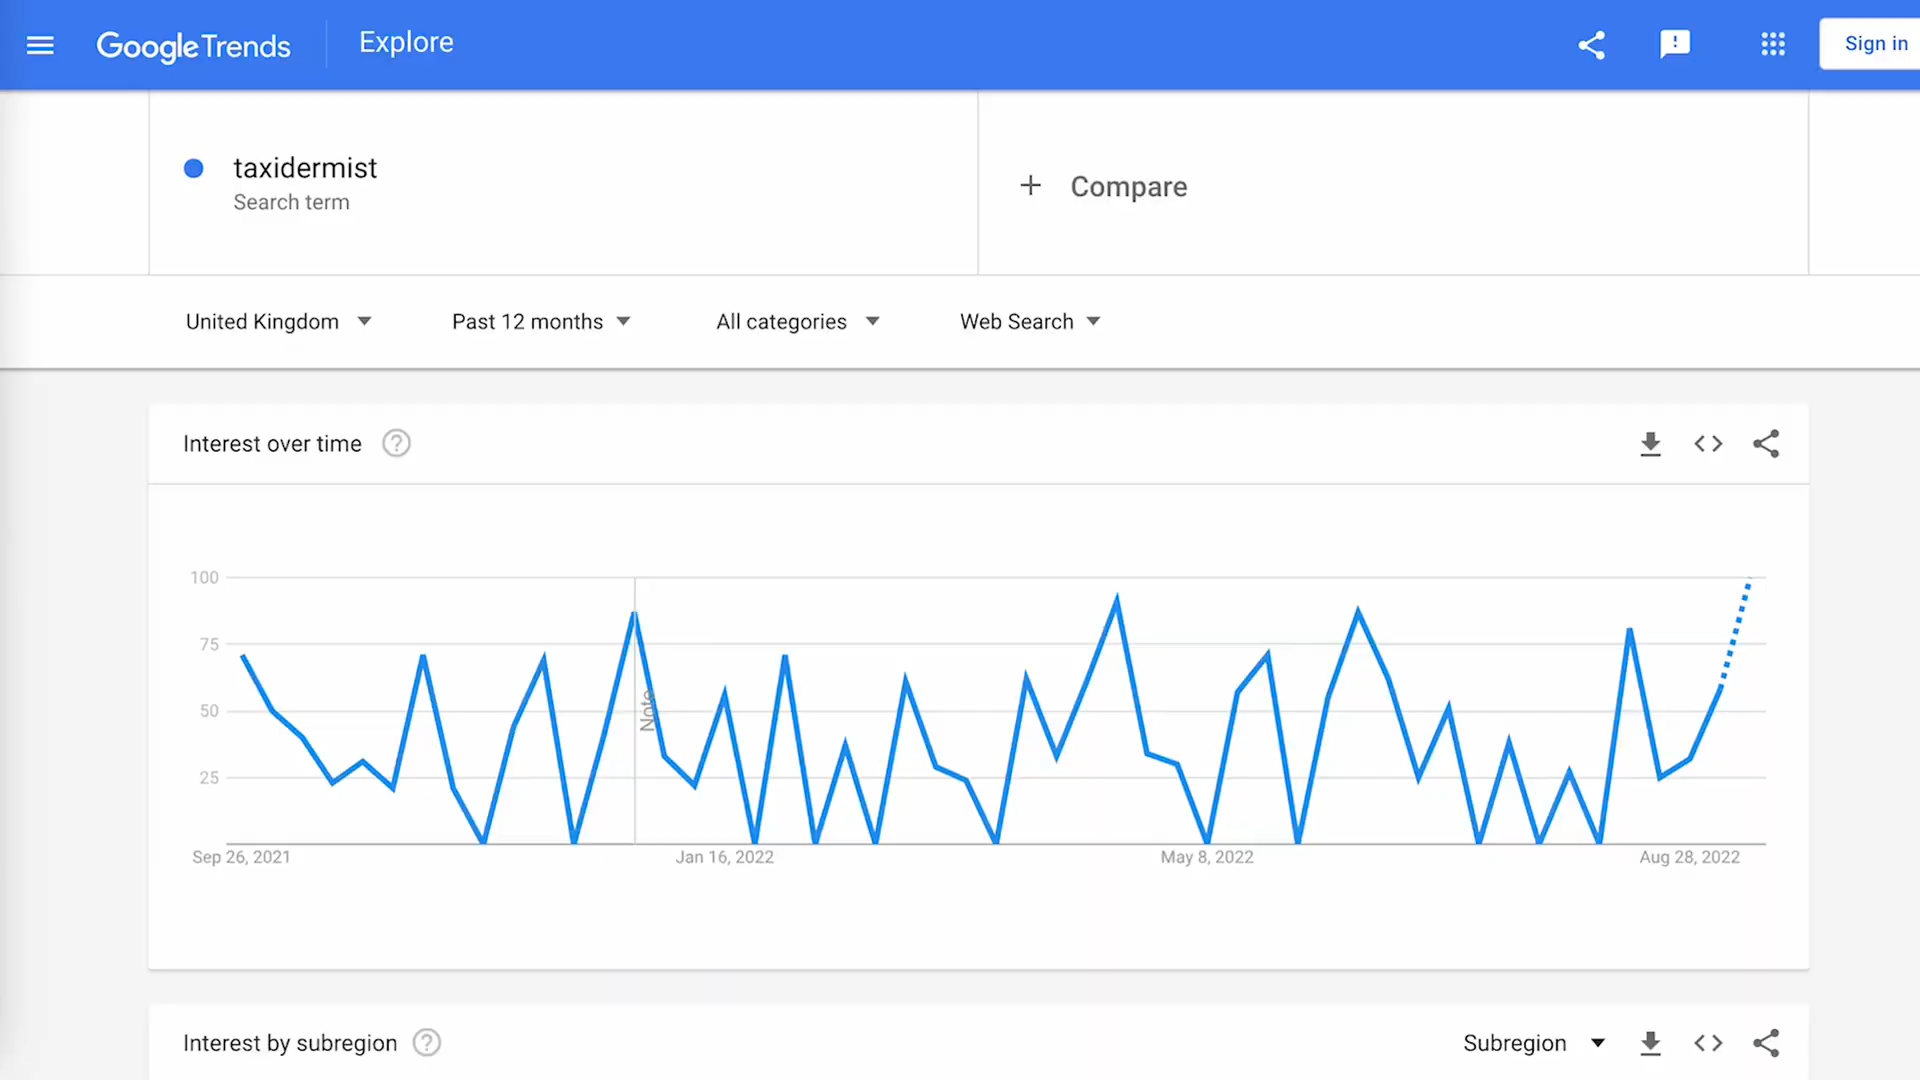 Google Trends
Explore
Sign in
taxidermist
Search term
+ Compare
United Kingdom
Past 12 months
All categories
Web Search
Interest over time
100
75
50
25
Note
Sep 26, 2021
Jan 16, 2022
May 8, 2022
Aug 28, 2022
Interest by subregion
Subregion